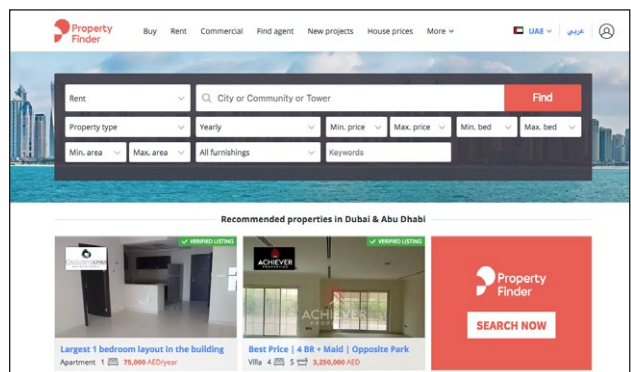 Property
Finder
Buy Rent Commercial Find agent New projects House prices More
UAE عربي
Rent City or Community or Tower Find
Property type Yearly Min. price Max. price Min. bed Max. bed
Min. area Max. area All furnishings Keywords
Recommended properties in Dubai & Abu Dhabi
VERIFIED LISTING
VERIFIED LISTING
ACHIEVER
PROPERTIES
ACHIEVER
Property
Finder
SEARCH NOW
Largest 1 bedroom layout in the building
Apartment 1 75,000 AED/year
Best Price | 4 BR + Maid | Opposite Park
Villa 4 5 3,250,000 AED